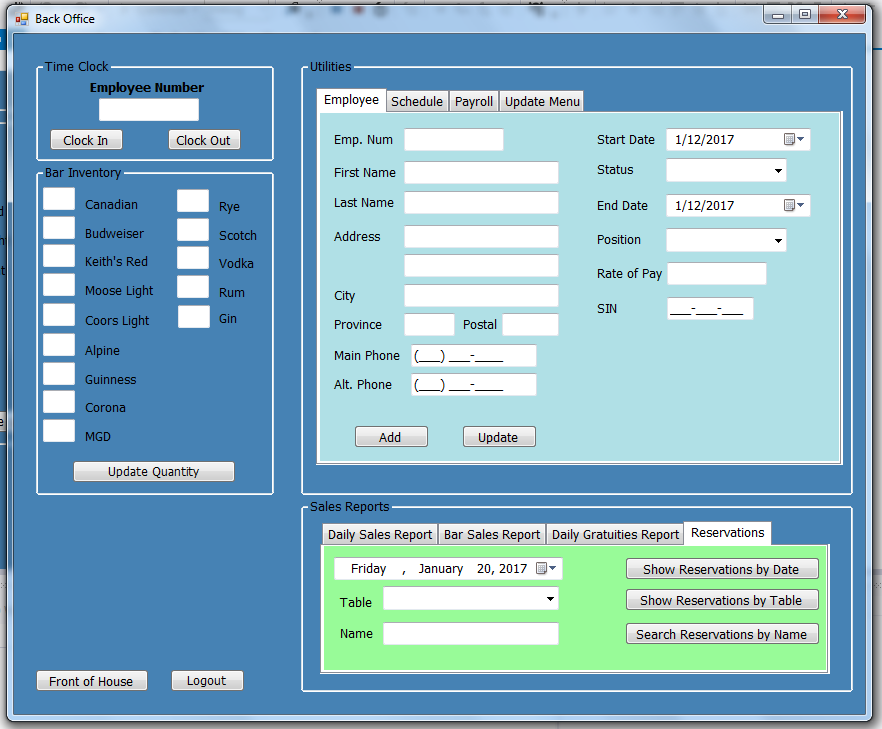 Back Office
Time Clock
Employee Number
Clock In
Clock Out
Bar Inventory
Canadian
Budweiser
Keith's Red
Moose Light
Coors Light
Alpine
Guinness
Corona
MGD
Rye
Scotch
Vodka
Rum
Gin
Update Quantity
Front of House
Logout
Utilities
Employee
Schedule
Payroll
Update Menu
Emp. Num
First Name
Last Name
Address
City
Province
Postal
Main Phone (___) ___-____
Alt. Phone (___) ___-____
Add
Update
Start Date 1/12/2017
Status
End Date 1/12/2017
Position
Rate of Pay
SIN ___-___-___
Sales Reports
Daily Sales Report
Bar Sales Report
Daily Gratuities Report
Reservations
Friday , January 20, 2017
Table
Name
Show Reservations by Date
Show Reservations by Table
Search Reservations by Name